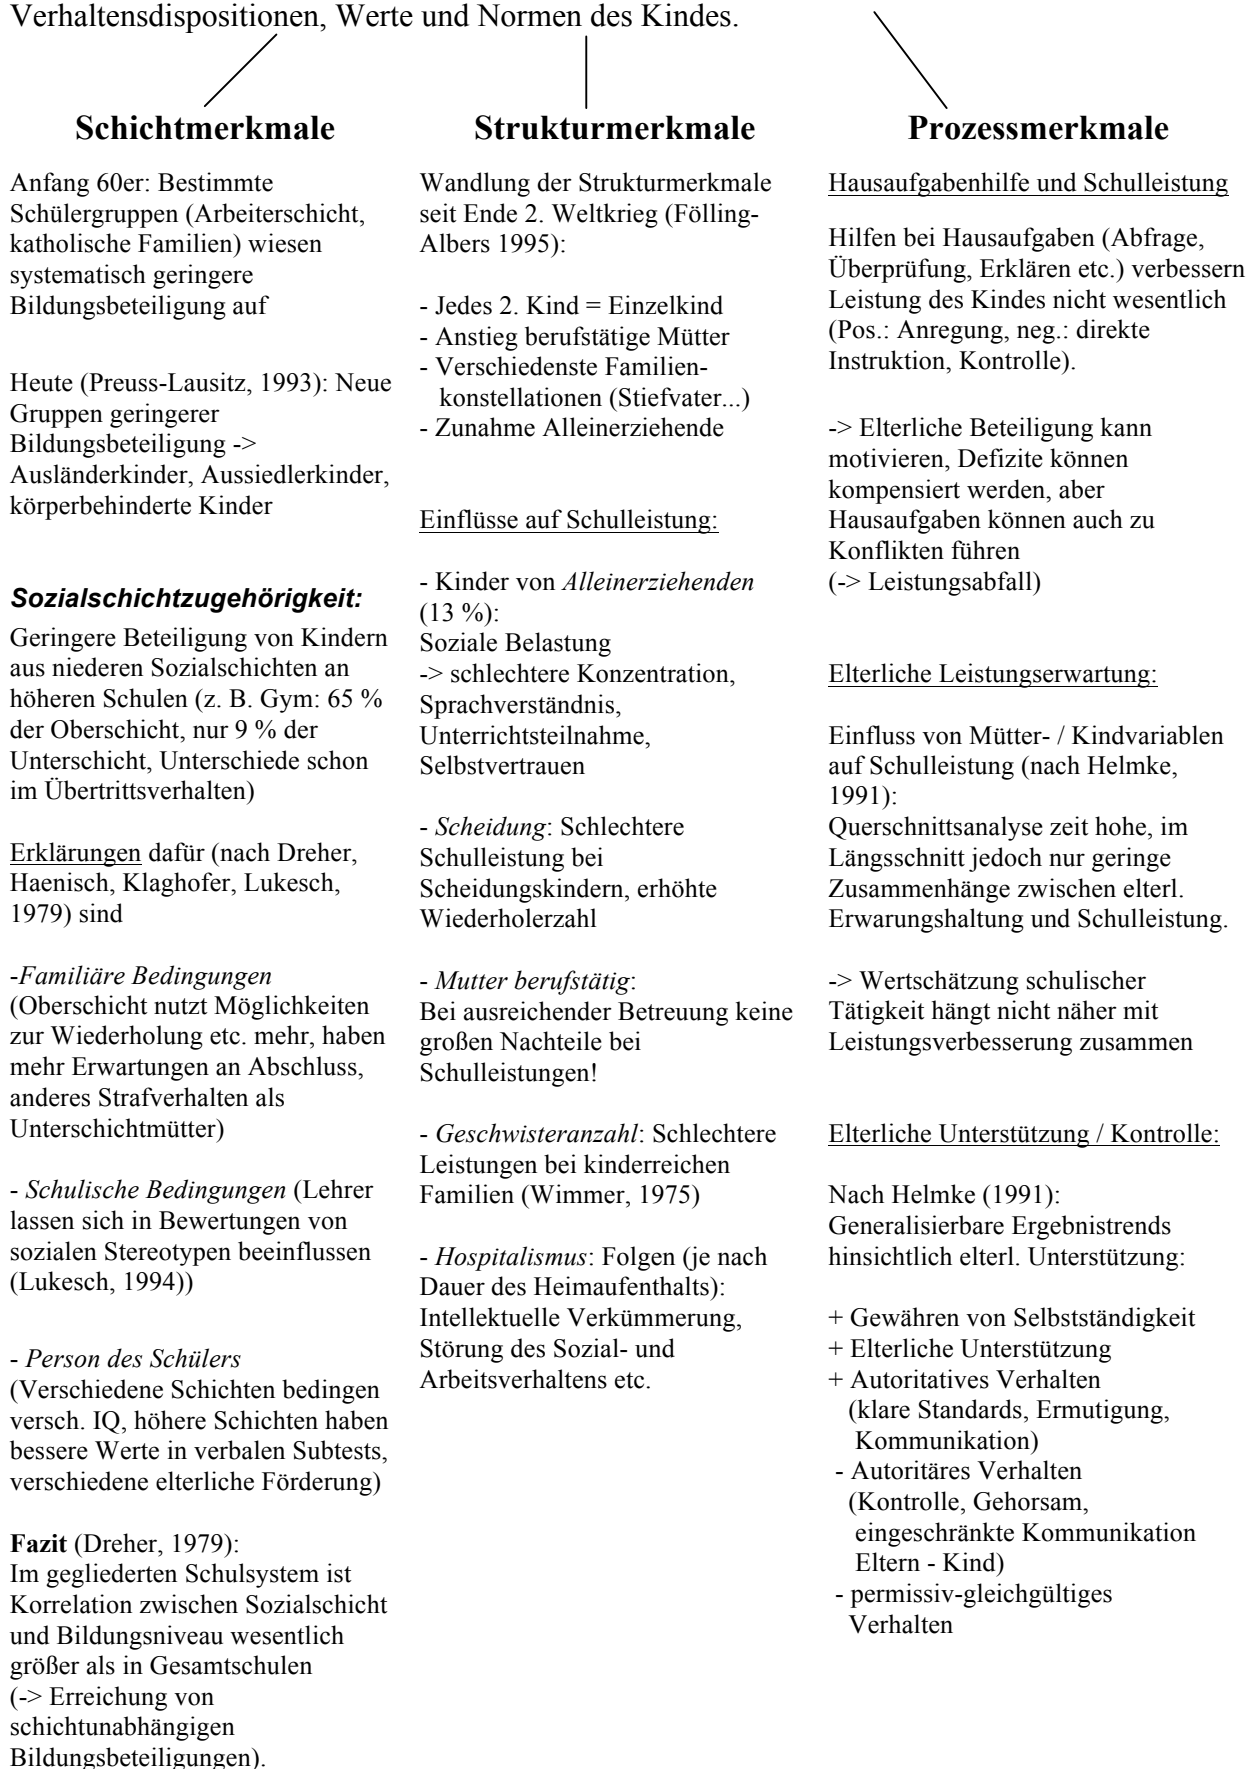 Verhaltensdispositionen, Werte und Normen des Kindes.
Schichtmerkmale
Anfang 60er: Bestimmte
Schülergruppen (Arbeiterschicht,
katholische Familien) wiesen
systematisch geringere
Bildungsbeteiligung auf
Heute (Preuss-Lausitz, 1993): Neue
Gruppen geringerer
Bildungsbeteiligung ->
Ausländerkinder, Aussiedlerkinder,
körperbehinderte Kinder
Sozialschichtzugehörigkeit:
Geringere Beteiligung von Kindern
aus niederen Sozialschichten an
höheren Schulen (z. B. Gym: 65 %
der Oberschicht, nur 9 % der
Unterschicht, Unterschiede schon
im Übertrittsverhalten)
Erklärungen dafür (nach Dreher,
Haenisch, Klaghofer, Lukesch,
1979) sind
-Familiäre Bedingungen
(Oberschicht nutzt Möglichkeiten
zur Wiederholung etc. mehr, haben
mehr Erwartungen an Abschluss,
anderes Strafverhalten als
Unterschichtmütter)
- Schulische Bedingungen (Lehrer
lassen sich in Bewertungen von
sozialen Stereotypen beeinflussen
(Lukesch, 1994))
- Person des Schülers
(Verschiedene Schichten bedingen
versch. IQ, höhere Schichten haben
bessere Werte in verbalen Subtests,
verschiedene elterliche Förderung)
Fazit (Dreher, 1979):
Im gegliederten Schulsystem ist
Korrelation zwischen Sozialschicht
und Bildungsniveau wesentlich
größer als in Gesamtschulen
(-> Erreichung von
schichtunabhängigen
Bildungsbeteiligungen).
Strukturmerkmale
Wandlung der Strukturmerkmale
seit Ende 2. Weltkrieg (Fölling-
Albers 1995):
- Jedes 2. Kind = Einzelkind
- Anstieg berufstätige Mütter
- Verschiedenste Familien-
konstellationen (Stiefvater...)
- Zunahme Alleinerziehende
Einflüsse auf Schulleistung:
- Kinder von Alleinerziehenden
(13 %):
Soziale Belastung
-> schlechtere Konzentration,
Sprachverständnis,
Unterrichtsteilnahme,
Selbstvertrauen
- Scheidung: Schlechtere
Schulleistung bei
Scheidungskindern, erhöhte
Wiederholerzahl
- Mutter berufstätig:
Bei ausreichender Betreuung keine
großen Nachteile bei
Schulleistungen!
- Geschwisteranzahl: Schlechtere
Leistungen bei kinderreichen
Familien (Wimmer, 1975)
- Hospitalismus: Folgen (je nach
Dauer des Heimaufenthalts):
Intellektuelle Verkümmerung,
Störung des Sozial- und
Arbeitsverhaltens etc.
Prozessmerkmale
Hausaufgabenhilfe und Schulleistung
Hilfen bei Hausaufgaben (Abfrage,
Überprüfung, Erklären etc.) verbessern
Leistung des Kindes nicht wesentlich
(Pos.: Anregung, neg.: direkte
Instruktion, Kontrolle).
-> Elterliche Beteiligung kann
motivieren, Defizite können
kompensiert werden, aber
Hausaufgaben können auch zu
Konflikten führen
(-> Leistungsabfall)
Elterliche Leistungserwartung:
Einfluss von Mütter- / Kindvariablen
auf Schulleistung (nach Helmke,
1991):
Querschnittsanalyse zeit hohe, im
Längsschnitt jedoch nur geringe
Zusammenhänge zwischen elterl.
Erwarungshaltung und Schulleistung.
-> Wertschätzung schulischer
Tätigkeit hängt nicht näher mit
Leistungsverbesserung zusammen
Elterliche Unterstützung / Kontrolle:
Nach Helmke (1991):
Generalisierbare Ergebnistrends
hinsichtlich elterl. Unterstützung:
+ Gewähren von Selbstständigkeit
+ Elterliche Unterstützung
+ Autoritatives Verhalten
(klare Standards, Ermutigung,
Kommunikation)
- Autoritäres Verhalten
(Kontrolle, Gehorsam,
eingeschränkte Kommunikation
Eltern - Kind)
- permissiv-gleichgültiges
Verhalten